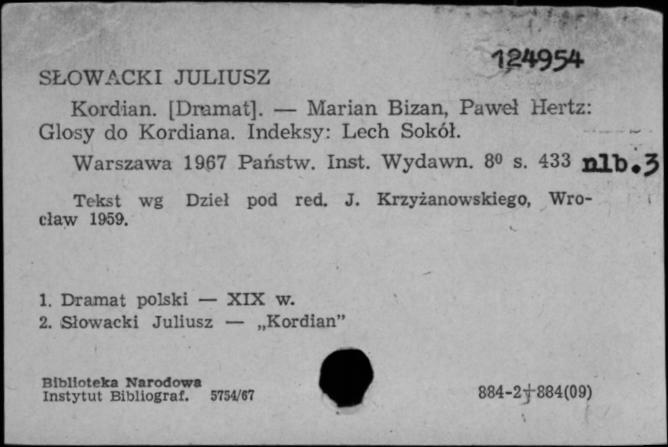 124954
SŁOWACKI JULIUSZ
Kordian. [Dramat]. — Marian Bizan, Paweł Hertz:
Glosy do Kordiana. Indeksy: Lech Sokół.
Warszawa 1967 Państw. Inst. Wydawn. 8⁰ s. 433 nlb.3
Tekst wg Dzieł pod red. J. Krzyżanowskiego, Wro-
cław 1959.
1. Dramat polski — XIX w.
2. Słowacki Juliusz — „Kordian”
Biblioteka Narodowa
Instytut Bibliograf. 5754/67
884-2+884(09)